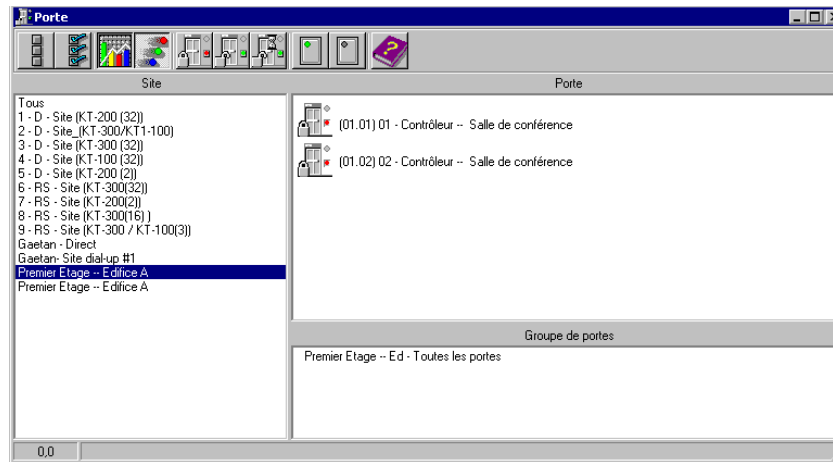 Porte
Site
Porte
Tous
1 - D - Site (KT-200 (32))
2 - D - Site_(KT-300/KT1-100)
3 - D - Site (KT-300 (32))
4 - D - Site (KT-100 (32))
5 - D - Site (KT-200 (2))
6 - RS - Site (KT-300(32))
7 - RS - Site (KT-200(2))
8 - RS - Site (KT-300(16) )
9 - RS - Site (KT-300 / KT-100(3))
Gaetan - Direct
Gaetan- Site dial-up #1
Premier Etage -- Edifice A
Premier Etage -- Edifice A
(01.01) 01 - Contrôleur -- Salle de conférence
(01.02) 02 - Contrôleur -- Salle de conférence
Groupe de portes
Premier Etage -- Ed - Toutes les portes
0,0